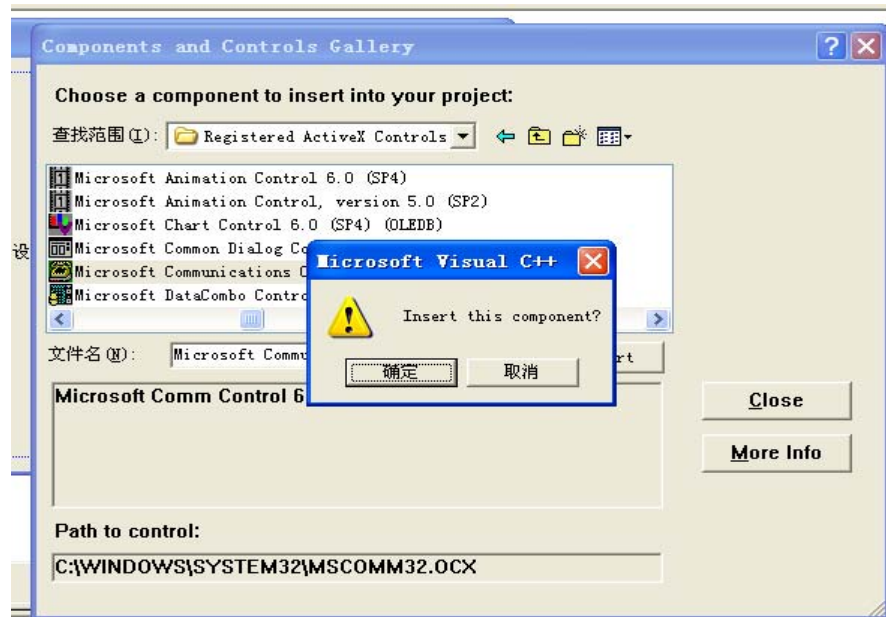 Components and Controls Gallery
Choose a component to insert into your project:
查找范围(I): Registered ActiveX Controls
Microsoft Animation Control 6.0 (SP4)
Microsoft Animation Control, version 5.0 (SP2)
Microsoft Chart Control 6.0 (SP4) (OLEDB)
Microsoft Common Dialog Co
Microsoft Communications C
Microsoft DataCombo Contro
设
Microsoft Visual C++
Insert this component?
确定 取消
文件名(N): Microsoft Commu rt
Microsoft Comm Control 6
Close
More Info
Path to control:
C:\WINDOWS\SYSTEM32\MSCOMM32.OCX